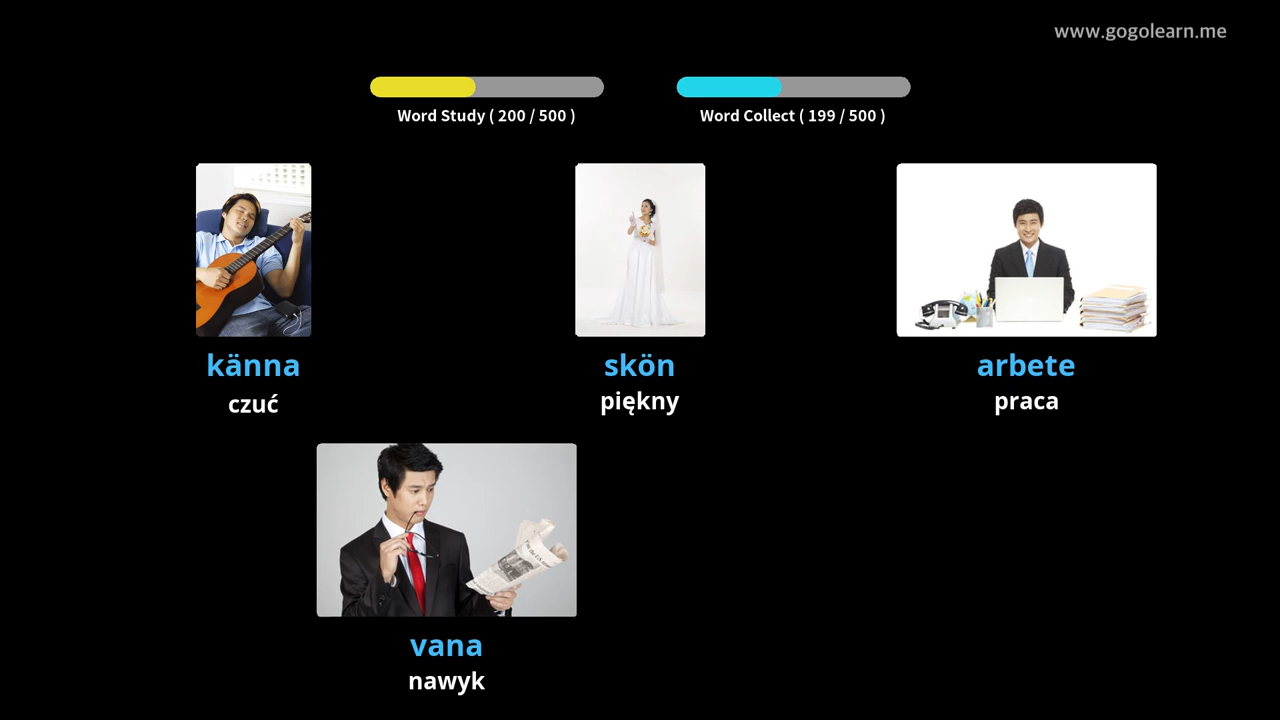 www.gogolearn.me
Word Study ( 200 / 500 )
Word Collect ( 199 / 500 )
känna
czuć
skön
piękny
arbete
praca
vana
nawyk